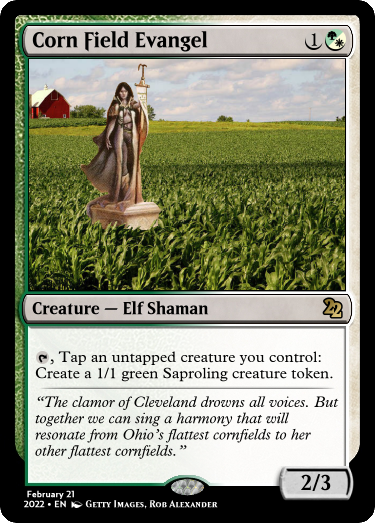 Corn Field Evangel 1
Creature — Elf Shaman 22
, Tap an untapped creature you control:
Create a 1/1 green Saproling creature token.
“The clamor of Cleveland drowns all voices. But
together we can sing a harmony that will
resonate from Ohio’s flattest cornfields to her
other flattest cornfields.”
2/3
February 21
2022 • EN Getty Images, Rob Alexander